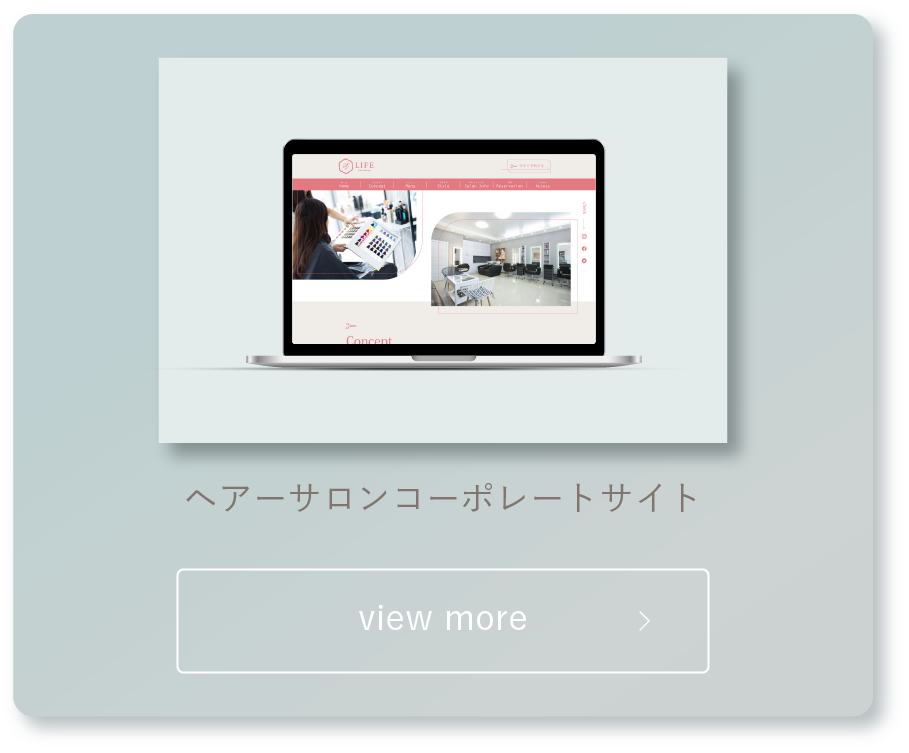 LIFE
Home Concept Menu Style Salon Info Reservation Access
Concept
ヘアーサロンコーポレートサイト
view more